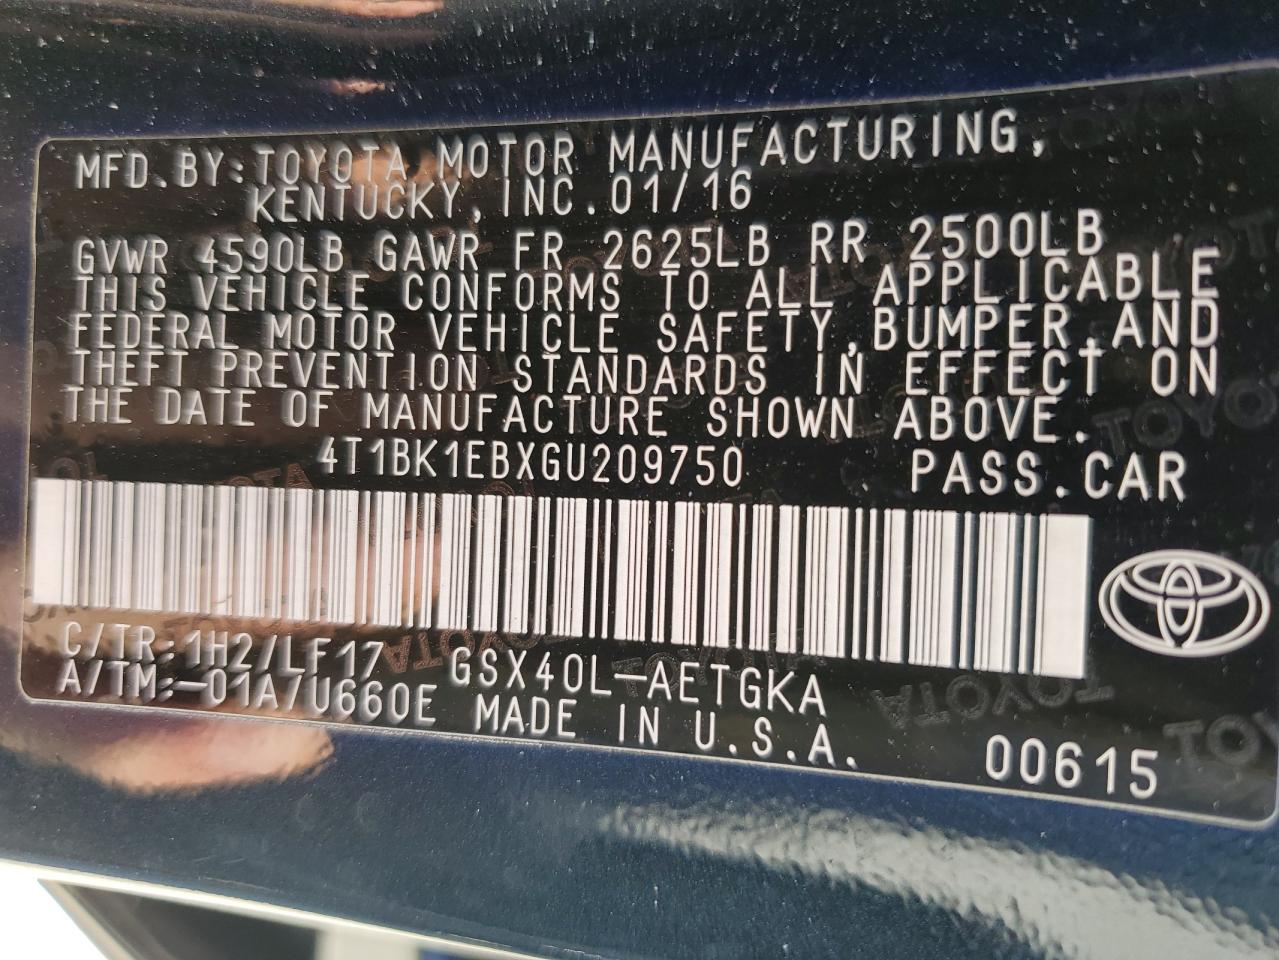 MFD.BY:TOYOTA MOTOR MANUFACTURING,
KENTUCKY,INC.01/16
GVWR 4590LB GAWR FR 2625LB RR 2500LB
THIS VEHICLE CONFORMS TO ALL APPLICABLE
FEDERAL MOTOR VEHICLE SAFETY,BUMPER,AND
THEFT PREVENTION STANDARDS IN EFFECT ON
THE DATE OF MANUFACTURE SHOWN ABOVE.
4T1BK1EBXGU209750 PASS.CAR
C/TR:1H2/LF17 GSX40L-AETGKA
A/TM:-01A/U660E MADE IN U.S.A.
00615